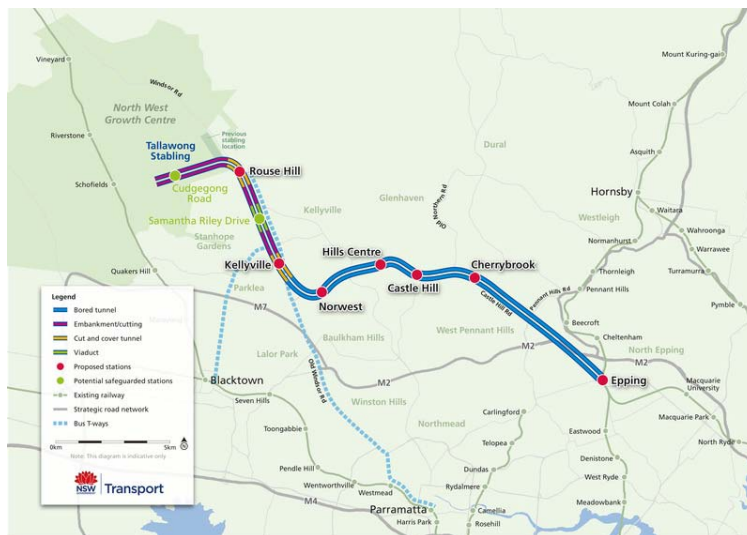 Vineyard
Windsor Rd
Mount Kuring-gai
North West
Growth Centre
Mount Colah
Riverstone
Previous
stabling
location
Dural
Tallawong
Stabling
Asquith
Rouse Hill
Schofields
Cudgegong
Road
Glenhaven
Old Northern Rd
Hornsby
Kellyville
Westleigh
Waitara
Samantha Riley Drive
Stanhope
Gardens
Normanhurst
Wahroonga
Warrawee
Hills Centre
Cherrybrook
Quakers Hill
Kellyville
Thornleigh
Turramurra
Parklea
Castle Hill
Pennant Hills
Pennant Hills Rd
Castle Hill Rd
Pymble
Norwest
M7
Beecroft
West Pennant Hills
Cheltenham
Baulkham Hills
North Epping
M2
M2
Lalor Park
M2
Epping
Blacktown
Old Windsor Rd
Macquarie
University
Seven Hills
Winston Hills
Carlingford
Macquarie Park
Northmead
Toongabbie
Eastwood
Telopea
North Ryde
Denistone
Pendle Hill
Dundas
West Ryde
Wentworthville
Rydalmere
Westmead
Meadowbank
M4
Parramatta
Camellia
Harris Park
Rosehill
Legend
Bored tunnel
Embankment/cutting
Cut and cover tunnel
Viaduct
Proposed stations
Potential safeguarded stations
Existing railway
Strategic road network
Bus T-ways
0km
5km
Note: This diagram is indicative only
NSW
GOVERNMENT
Transport